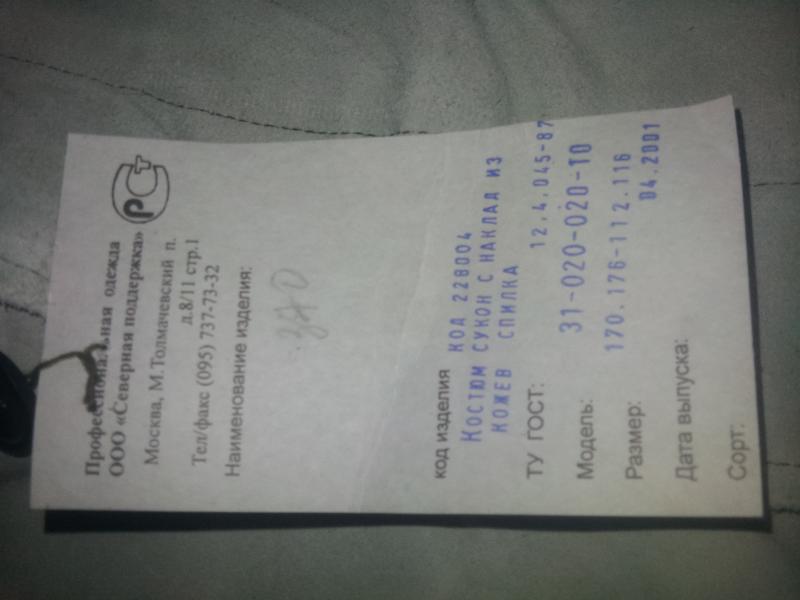 Профессиональная одежда
ООО «Северная поддержка»
РСТ
Москва, М.Толмачевский п.
д.8/11 стр.1
Тел/факс (095) 737-73-32
Наименование изделия:
код изделия КОД 228004
КОСТЮМ СУКОН С НАКЛАД ИЗ
КОЖЕВ СПИЛКА
ТУ ГОСТ: 12.4.045-87
Модель: 31-020-020-10
Размер: 170.176-112.116
Дата выпуска: 04.2001
Сорт: